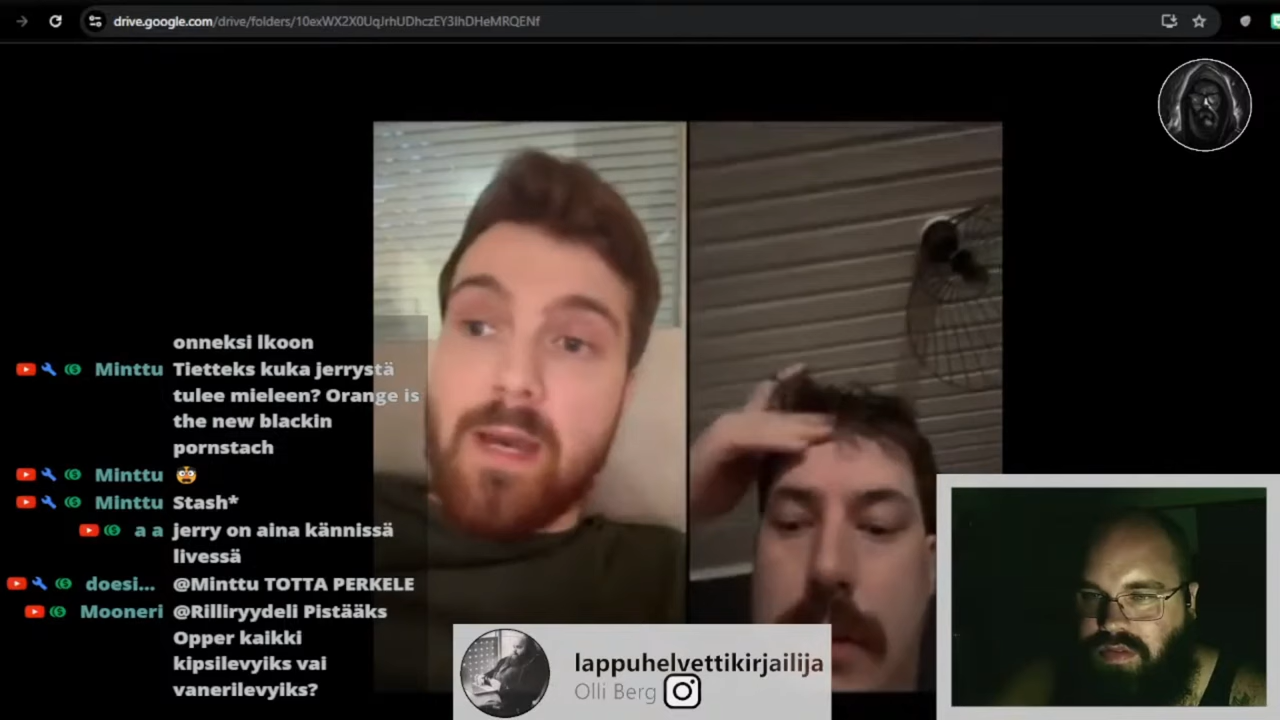 drive.google.com/drive/folders/10exWX2X0UqJrhUDhczEY3IhDHeMRQENf
onneksi Ikoon
Minttu Tietteks kuka jerrystä
tulee mieleen? Orange is
the new blackin
pornstach
Minttu 😨
Minttu Stash*
a a jerry on aina kännissä
livessä
doesi... @Minttu TOTTA PERKELE
Mooneri @Rilliryydeli Pistääks
Opper kaikki
kipsilevyiks vai
vanerilevyiks?
lappuhelvettikirjailija
Olli Berg